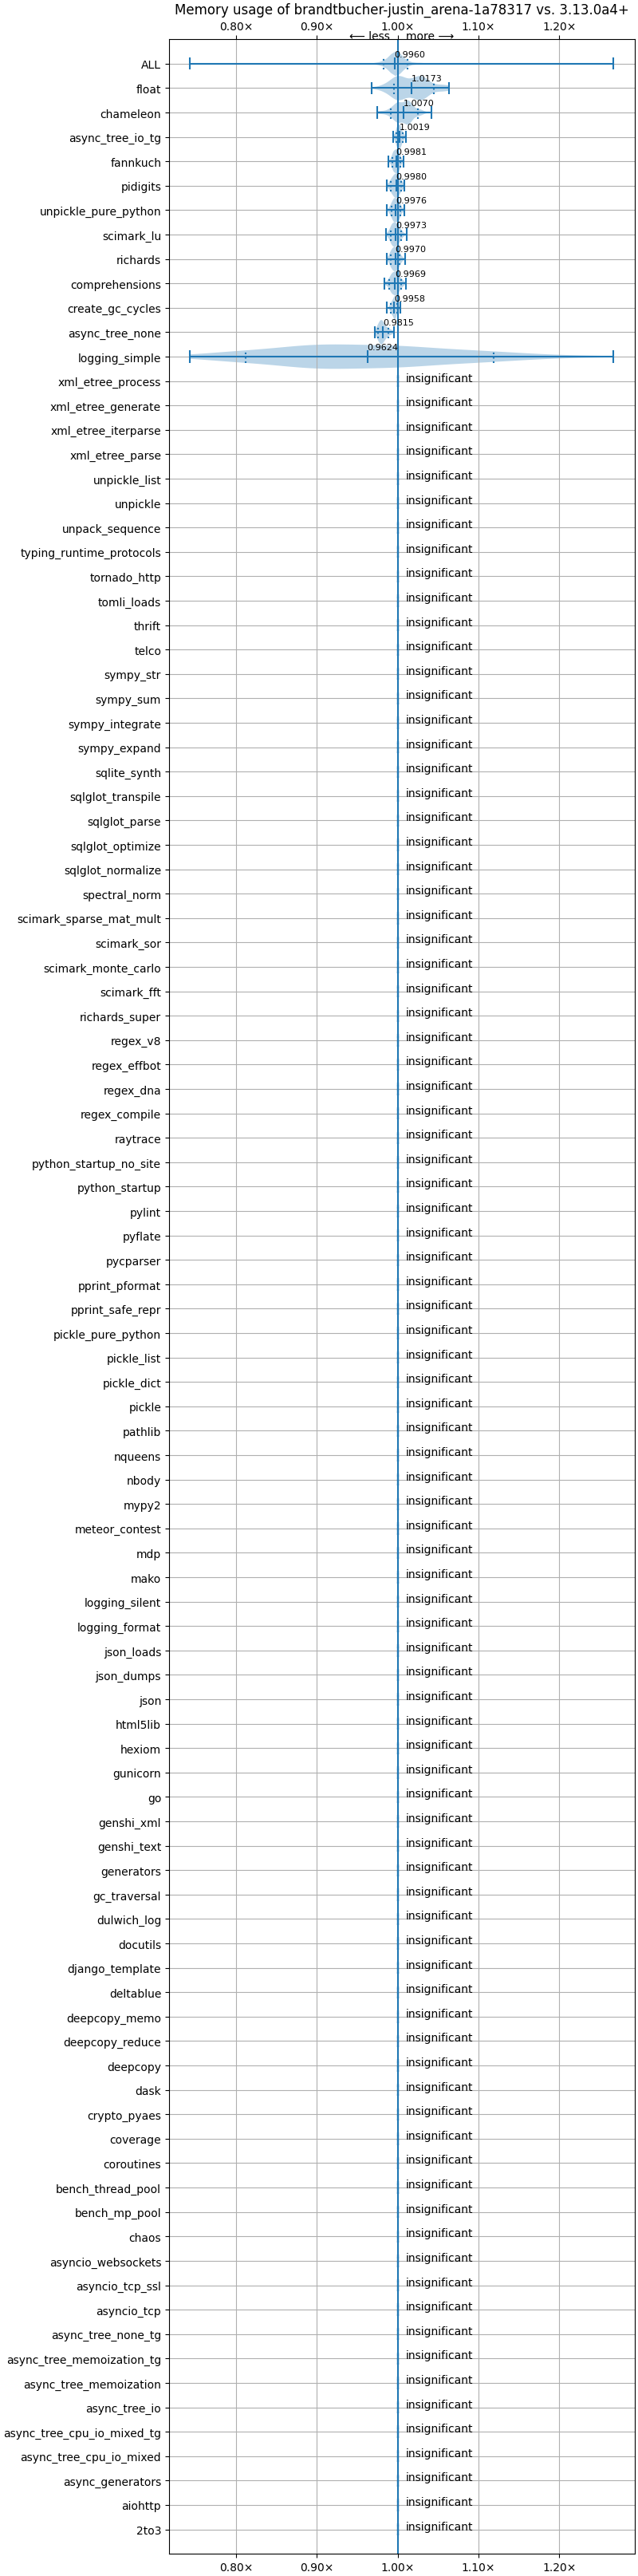 Memory usage of brandtbucher-justin_arena-1a78317 vs. 3.13.0a4+
0.80× 0.90× 1.00× 1.10× 1.20×
⟵ less more ⟶
ALL 0.9960
float 1.0173
chameleon 1.0070
async_tree_io_tg 1.0019
fannkuch 0.9981
pidigits 0.9980
unpickle_pure_python 0.9976
scimark_lu 0.9973
richards 0.9970
comprehensions 0.9969
create_gc_cycles 0.9958
async_tree_none 0.9815
logging_simple 0.9624
xml_etree_process insignificant
xml_etree_generate insignificant
xml_etree_iterparse insignificant
xml_etree_parse insignificant
unpickle_list insignificant
unpickle insignificant
unpack_sequence insignificant
typing_runtime_protocols insignificant
tornado_http insignificant
tomli_loads insignificant
thrift insignificant
telco insignificant
sympy_str insignificant
sympy_sum insignificant
sympy_integrate insignificant
sympy_expand insignificant
sqlite_synth insignificant
sqlglot_transpile insignificant
sqlglot_parse insignificant
sqlglot_optimize insignificant
sqlglot_normalize insignificant
spectral_norm insignificant
scimark_sparse_mat_mult insignificant
scimark_sor insignificant
scimark_monte_carlo insignificant
scimark_fft insignificant
richards_super insignificant
regex_v8 insignificant
regex_effbot insignificant
regex_dna insignificant
regex_compile insignificant
raytrace insignificant
python_startup_no_site insignificant
python_startup insignificant
pylint insignificant
pyflate insignificant
pycparser insignificant
pprint_pformat insignificant
pprint_safe_repr insignificant
pickle_pure_python insignificant
pickle_list insignificant
pickle_dict insignificant
pickle insignificant
pathlib insignificant
nqueens insignificant
nbody insignificant
mypy2 insignificant
meteor_contest insignificant
mdp insignificant
mako insignificant
logging_silent insignificant
logging_format insignificant
json_loads insignificant
json_dumps insignificant
json insignificant
html5lib insignificant
hexiom insignificant
gunicorn insignificant
go insignificant
genshi_xml insignificant
genshi_text insignificant
generators insignificant
gc_traversal insignificant
dulwich_log insignificant
docutils insignificant
django_template insignificant
deltablue insignificant
deepcopy_memo insignificant
deepcopy_reduce insignificant
deepcopy insignificant
dask insignificant
crypto_pyaes insignificant
coverage insignificant
coroutines insignificant
bench_thread_pool insignificant
bench_mp_pool insignificant
chaos insignificant
asyncio_websockets insignificant
asyncio_tcp_ssl insignificant
asyncio_tcp insignificant
async_tree_none_tg insignificant
async_tree_memoization_tg insignificant
async_tree_memoization insignificant
async_tree_io insignificant
async_tree_cpu_io_mixed_tg insignificant
async_tree_cpu_io_mixed insignificant
async_generators insignificant
aiohttp insignificant
2to3 insignificant
0.80× 0.90× 1.00× 1.10× 1.20×